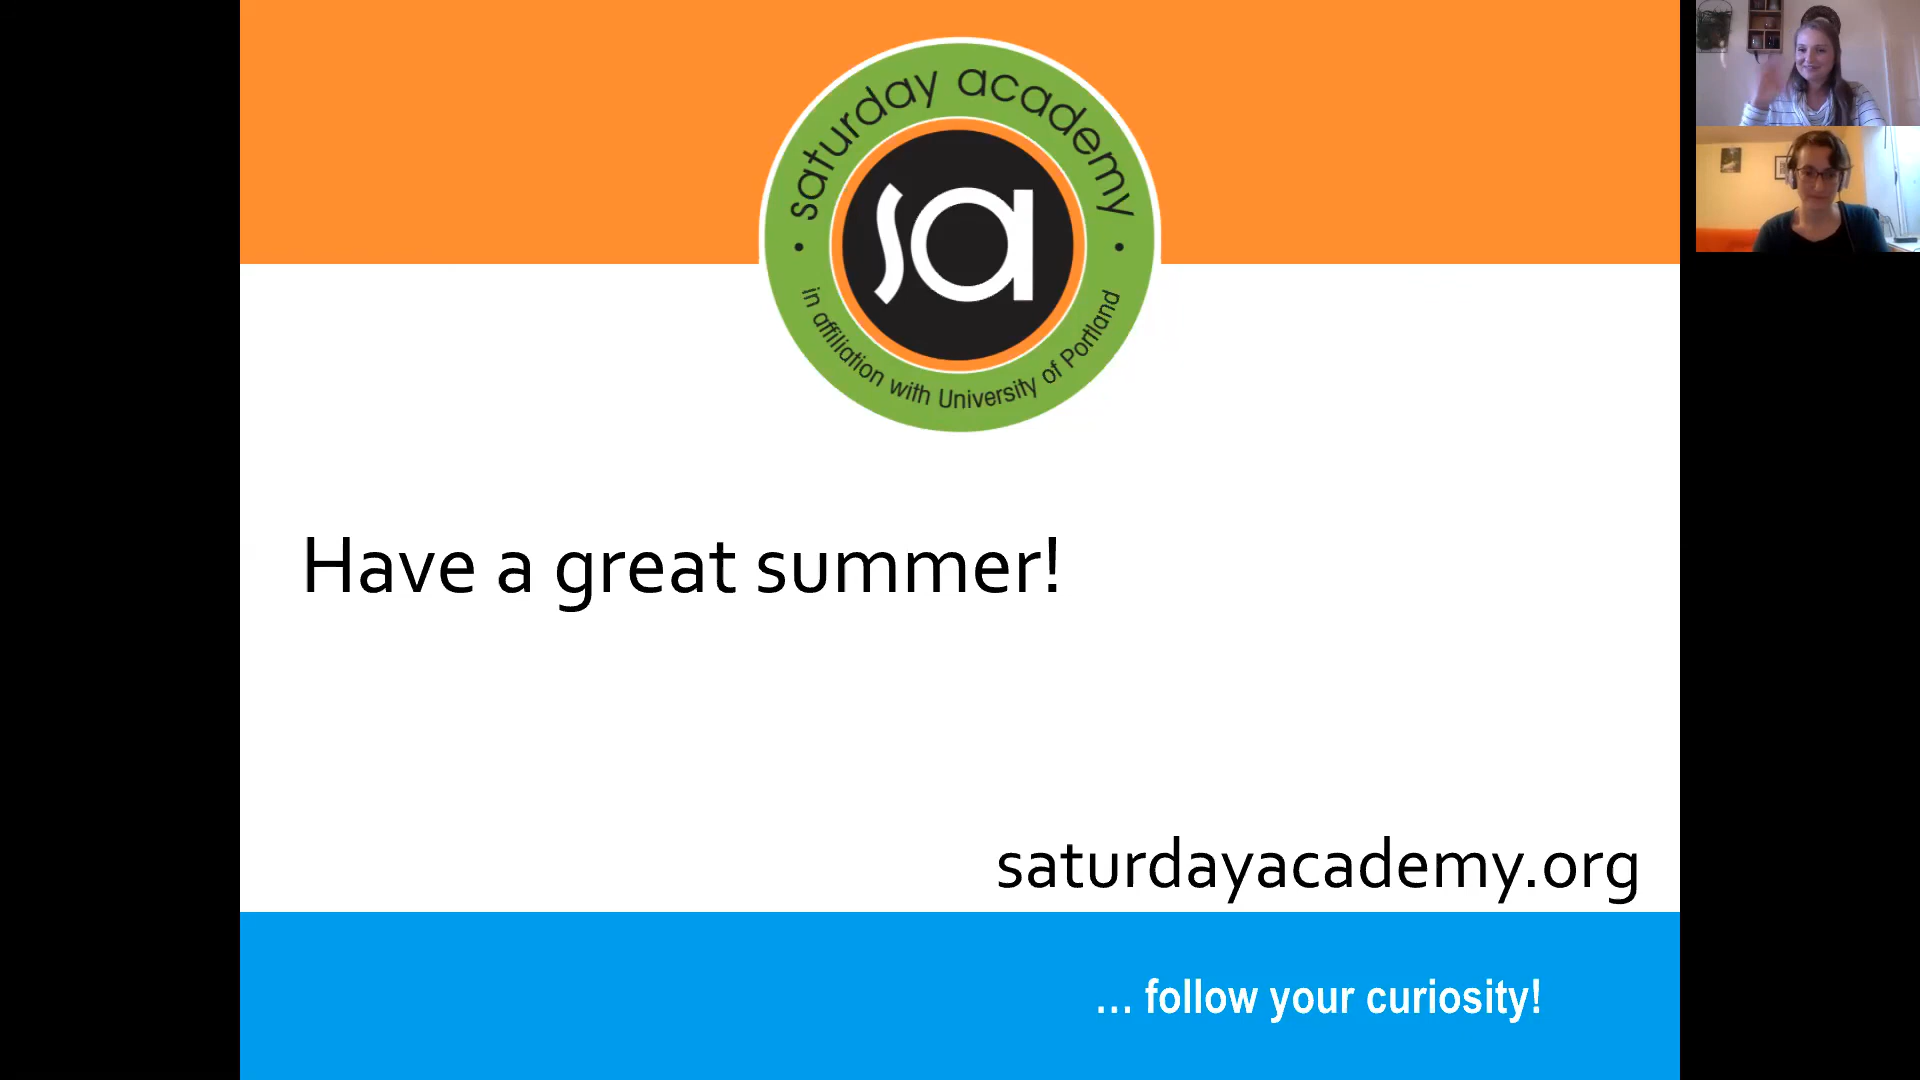 saturday academy
sa
in affiliation with University of Portland
Have a great summer!
saturdayacademy.org
... follow your curiosity!